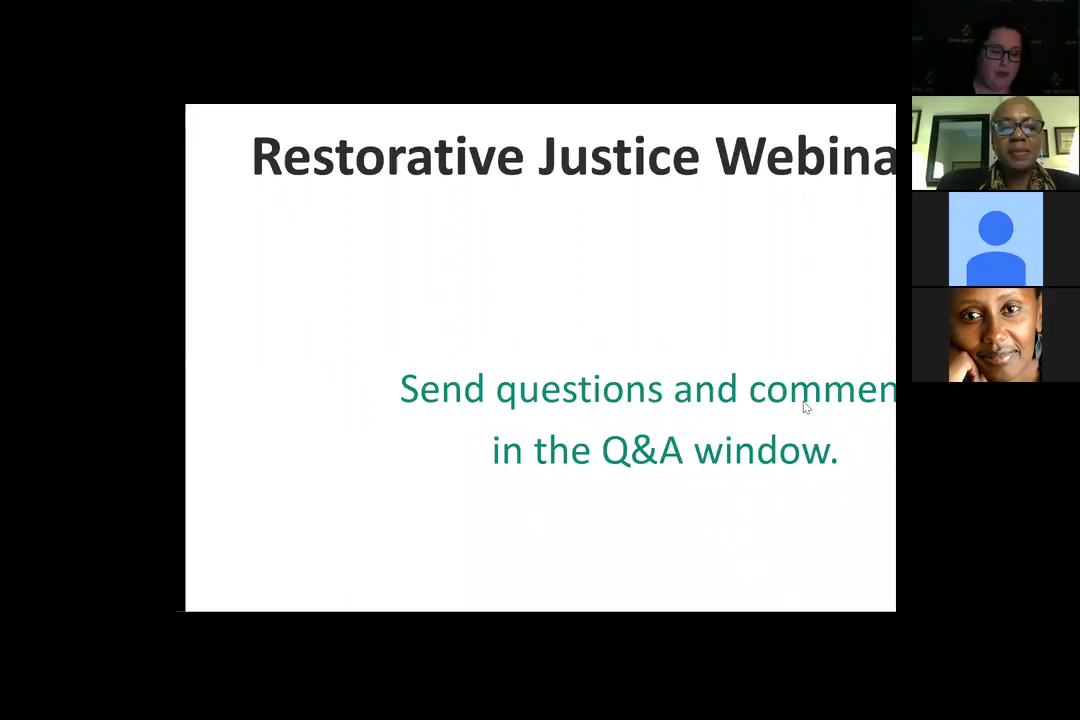 Restorative Justice Webina
Send questions and commen
in the Q&A window.